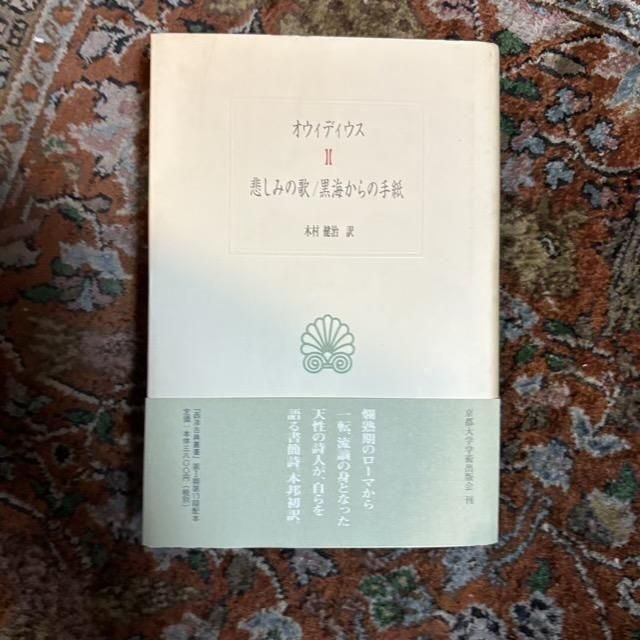 オウィディウス
II
悲しみの歌/黒海からの手紙
木村健治 訳
京都大学学術出版会 刊
爛熟期のローマから
一転、流謫の身となった
天性の詩人が、自らを
語る書簡詩。本邦初訳